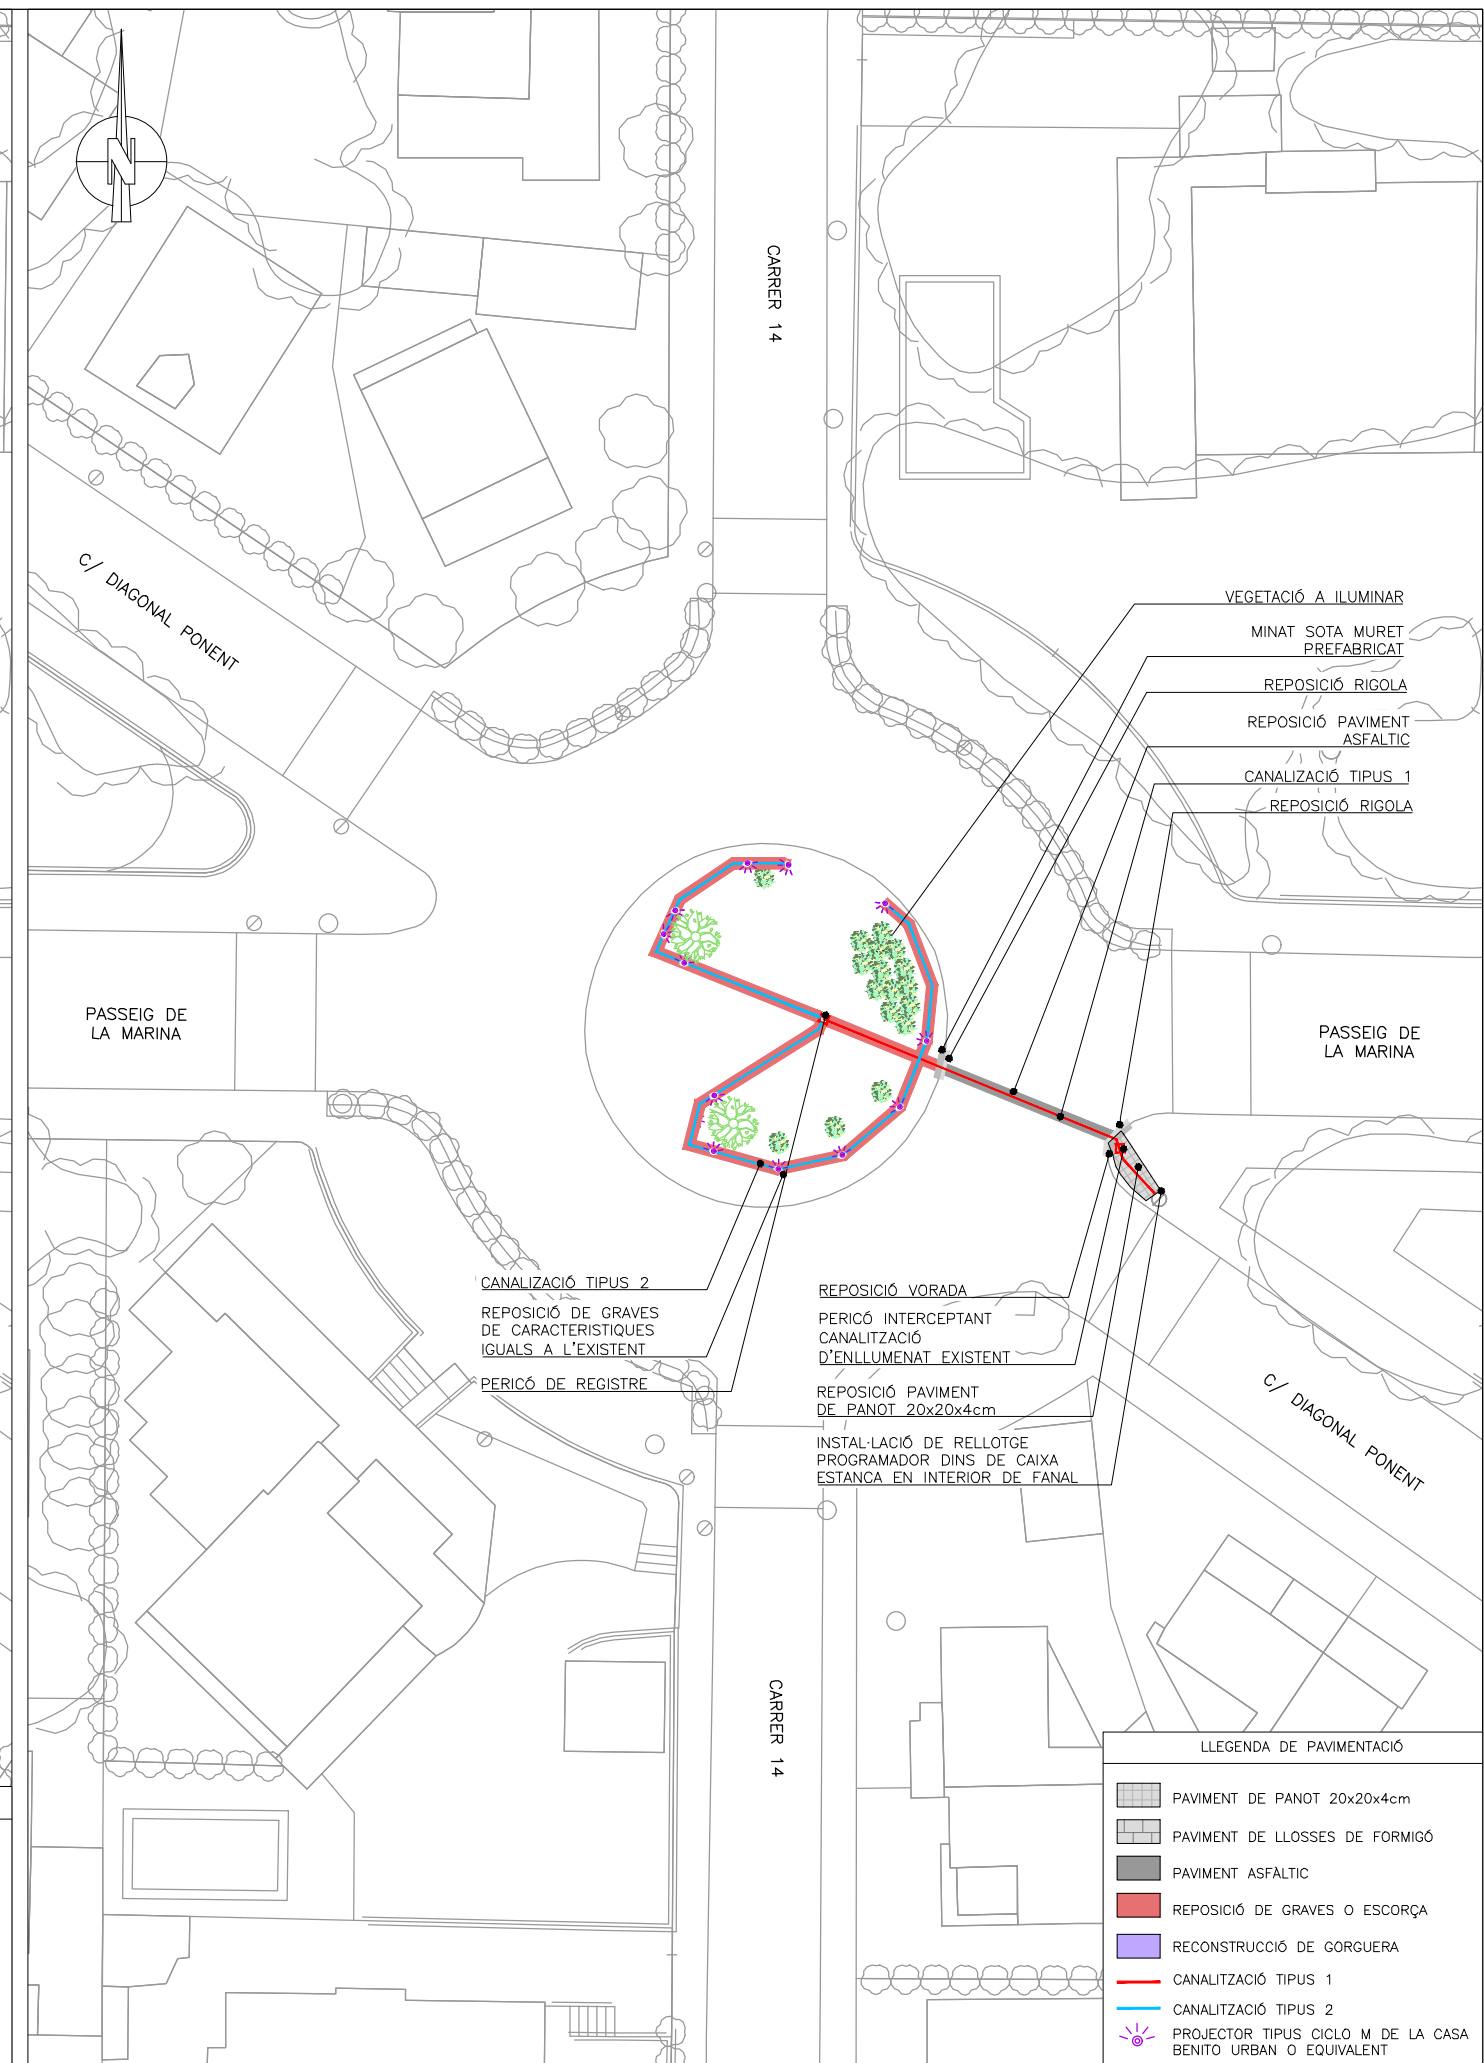 N
CARRER 14
C/ DIAGONAL PONENT
VEGETACIÓ A ILUMINAR
MINAT SOTA MURET
PREFABRICAT
REPOSICIÓ RIGOLA
REPOSICIÓ PAVIMENT
ASFALTIC
CANALIZACIÓ TIPUS 1
REPOSICIÓ RIGOLA
PASSEIG DE
LA MARINA
PASSEIG DE
LA MARINA
CANALIZACIÓ TIPUS 2
REPOSICIÓ DE GRAVES
DE CARACTERISTIQUES
IGUALS A L'EXISTENT
PERICÓ DE REGISTRE
REPOSICIÓ VORADA
PERICÓ INTERCEPTANT
CANALITZACIÓ
D'ENLLUMENAT EXISTENT
REPOSICIÓ PAVIMENT
DE PANOT 20x20x4cm
INSTAL·LACIÓ DE RELLOTGE
PROGRAMADOR DINS DE CAIXA
ESTANCA EN INTERIOR DE FANAL
C/ DIAGONAL PONENT
CARRER 14
LLEGENDA DE PAVIMENTACIÓ
PAVIMENT DE PANOT 20x20x4cm
PAVIMENT DE LLOSSES DE FORMIGÓ
PAVIMENT ASFÀLTIC
REPOSICIÓ DE GRAVES O ESCORÇA
RECONSTRUCCIÓ DE GORGUERA
CANALITZACIÓ TIPUS 1
CANALITZACIÓ TIPUS 2
PROJECTOR TIPUS CICLO M DE LA CASA
BENITO URBAN O EQUIVALENT